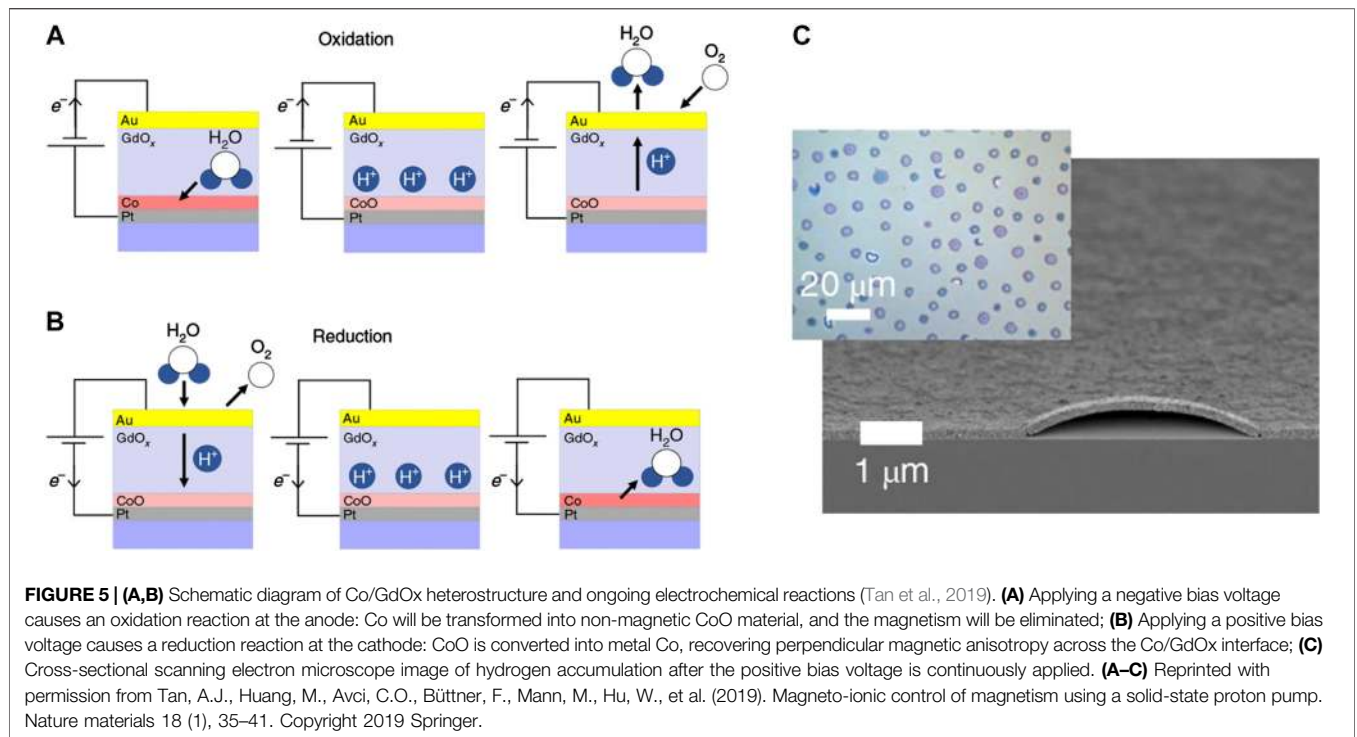 A
Oxidation
H₂O
O₂
e⁻
Au
GdOₓ
H₂O
Co
Pt
e⁻
Au
GdOₓ
H⁺ H⁺ H⁺
CoO
Pt
e⁻
Au
GdOₓ
H⁺
CoO
Pt
B
Reduction
H₂O
O₂
Au
GdOₓ
H⁺
e⁻
CoO
Pt
Au
GdOₓ
H⁺ H⁺ H⁺
e⁻
CoO
Pt
Au
GdOₓ
H₂O
e⁻
Co
Pt
C
20 μm
1 μm
FIGURE 5 | (A,B) Schematic diagram of Co/GdOx heterostructure and ongoing electrochemical reactions (Tan et al., 2019). (A) Applying a negative bias voltage
causes an oxidation reaction at the anode: Co will be transformed into non-magnetic CoO material, and the magnetism will be eliminated; (B) Applying a positive bias
voltage causes a reduction reaction at the cathode: CoO is converted into metal Co, recovering perpendicular magnetic anisotropy across the Co/GdOx interface; (C)
Cross-sectional scanning electron microscope image of hydrogen accumulation after the positive bias voltage is continuously applied. (A–C) Reprinted with
permission from Tan, A.J., Huang, M., Avci, C.O., Büttner, F., Mann, M., Hu, W., et al. (2019). Magneto-ionic control of magnetism using a solid-state proton pump.
Nature materials 18 (1), 35–41. Copyright 2019 Springer.